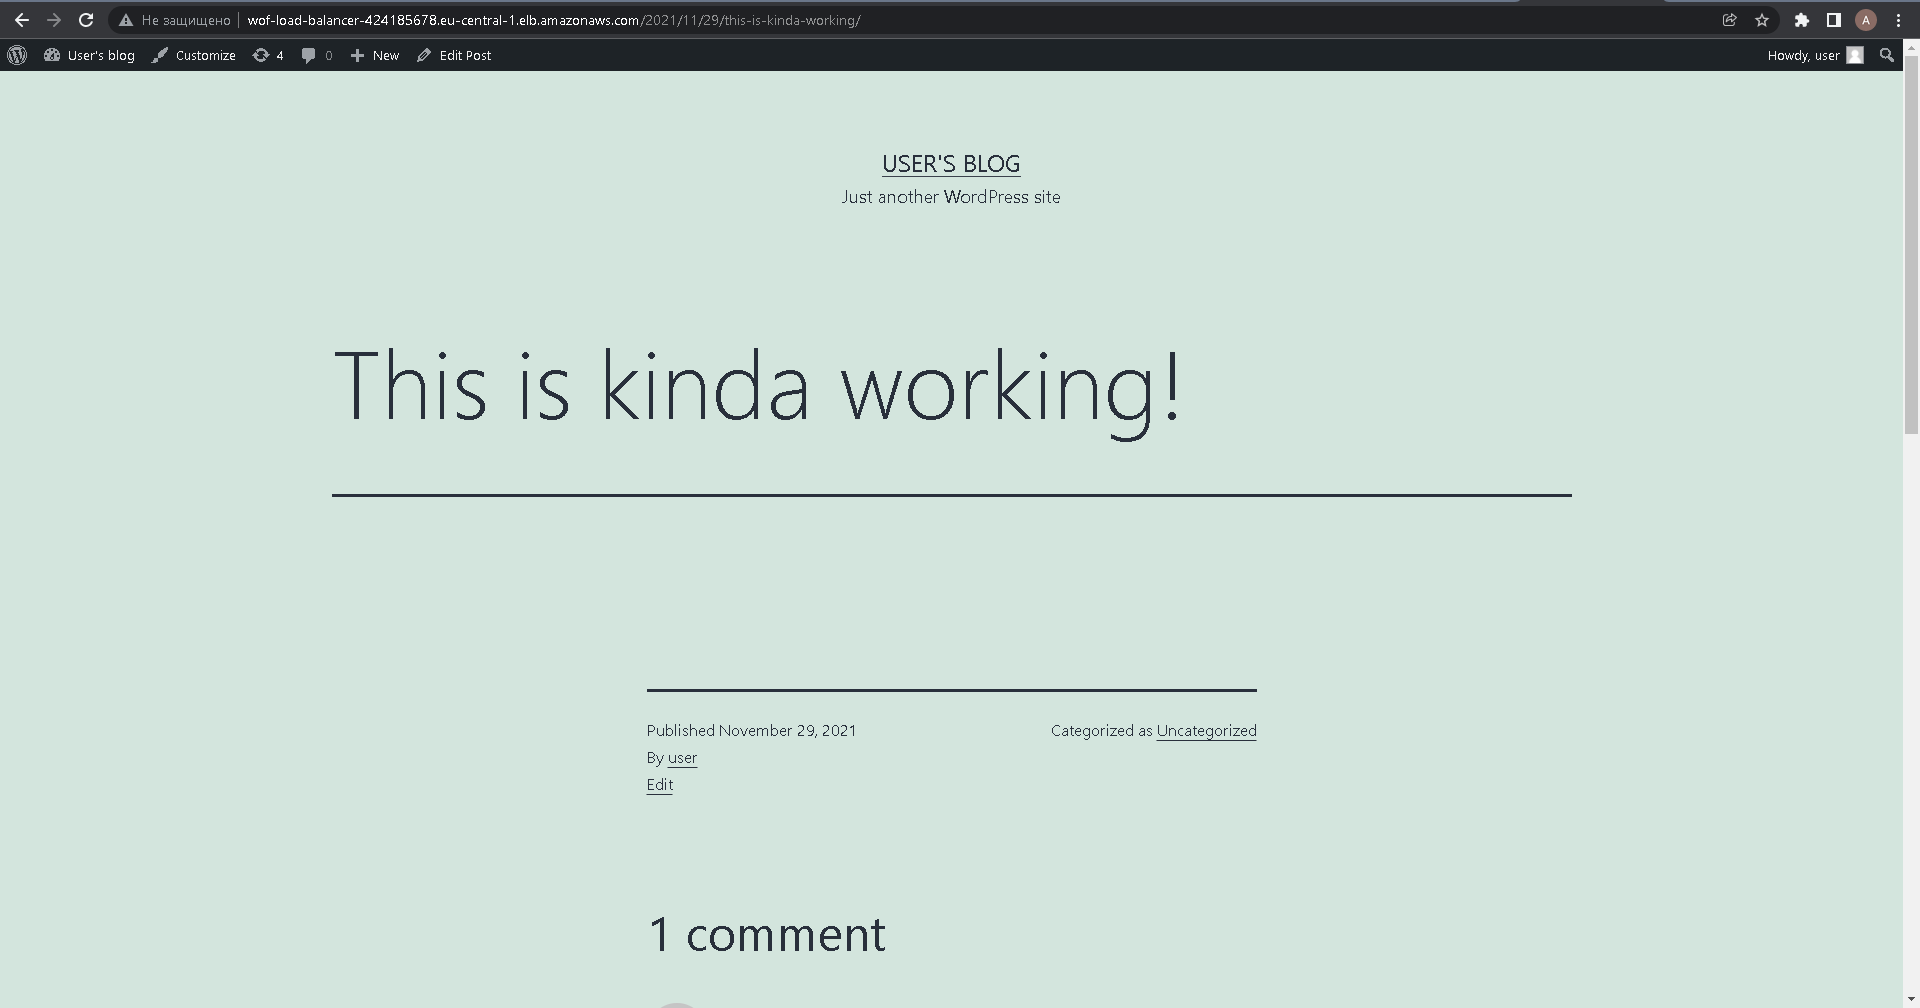 Не защищено wof-load-balancer-424185678.eu-central-1.elb.amazonaws.com/2021/11/29/this-is-kinda-working/ A
User's blog Customize 4 0 New Edit Post Howdy, user
USER'S BLOG
Just another WordPress site
This is kinda working!
Published November 29, 2021 Categorized as Uncategorized
By user
Edit
1 comment